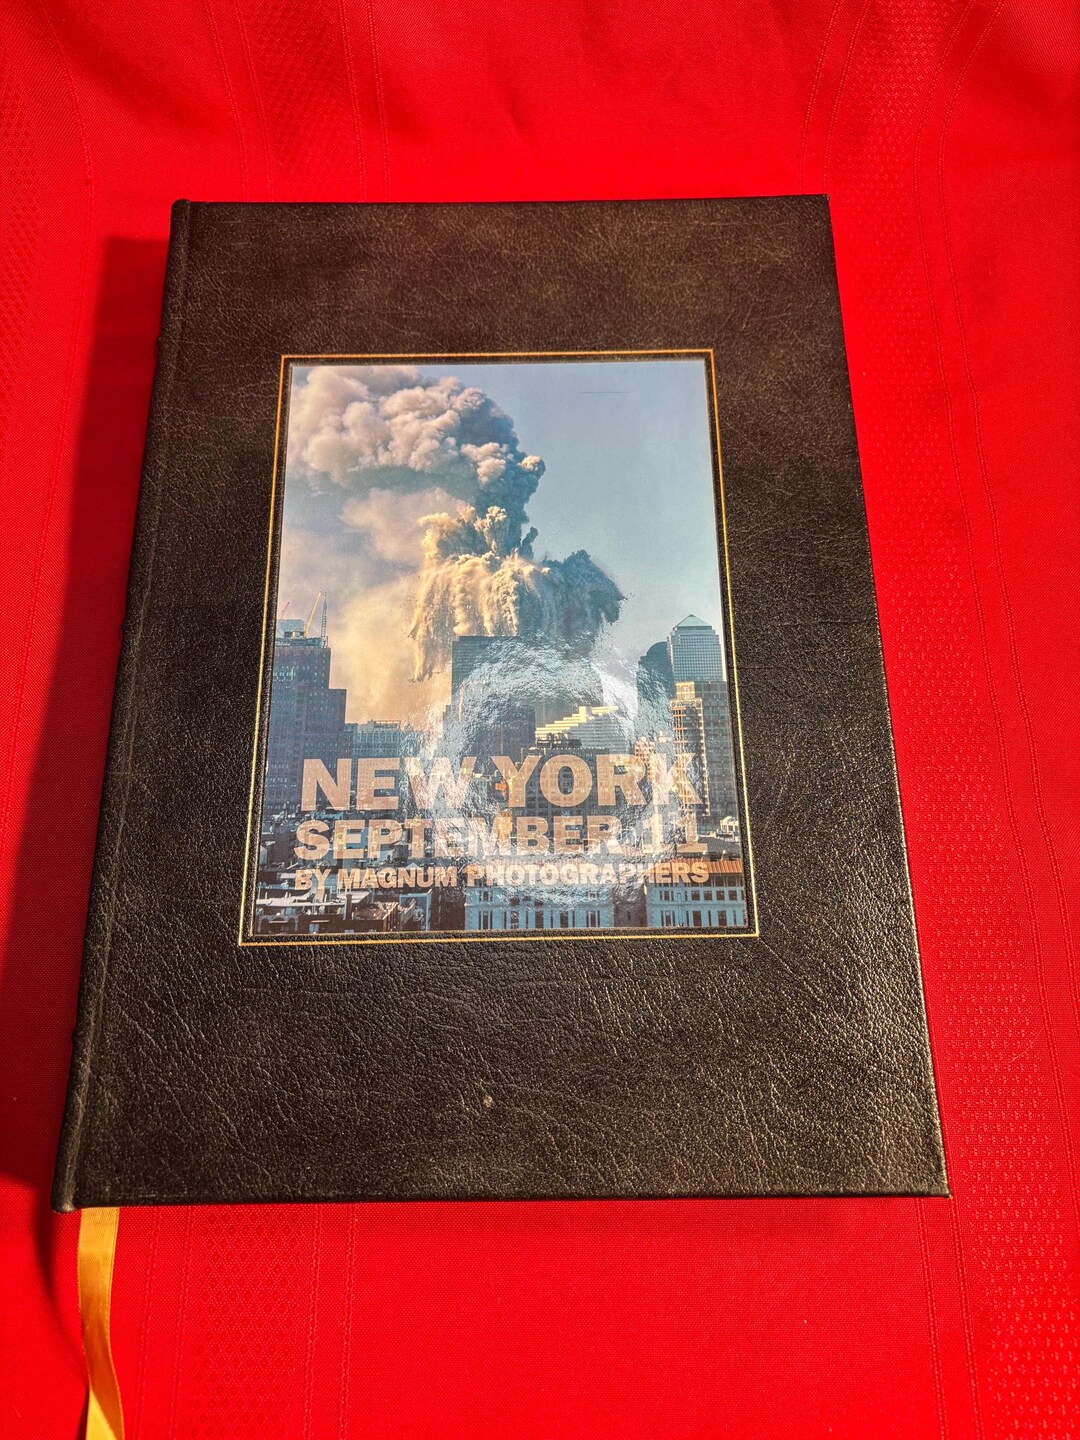 NEW YORK
SEPTEMBER 11
BY MAGNUM PHOTOGRAPHERS